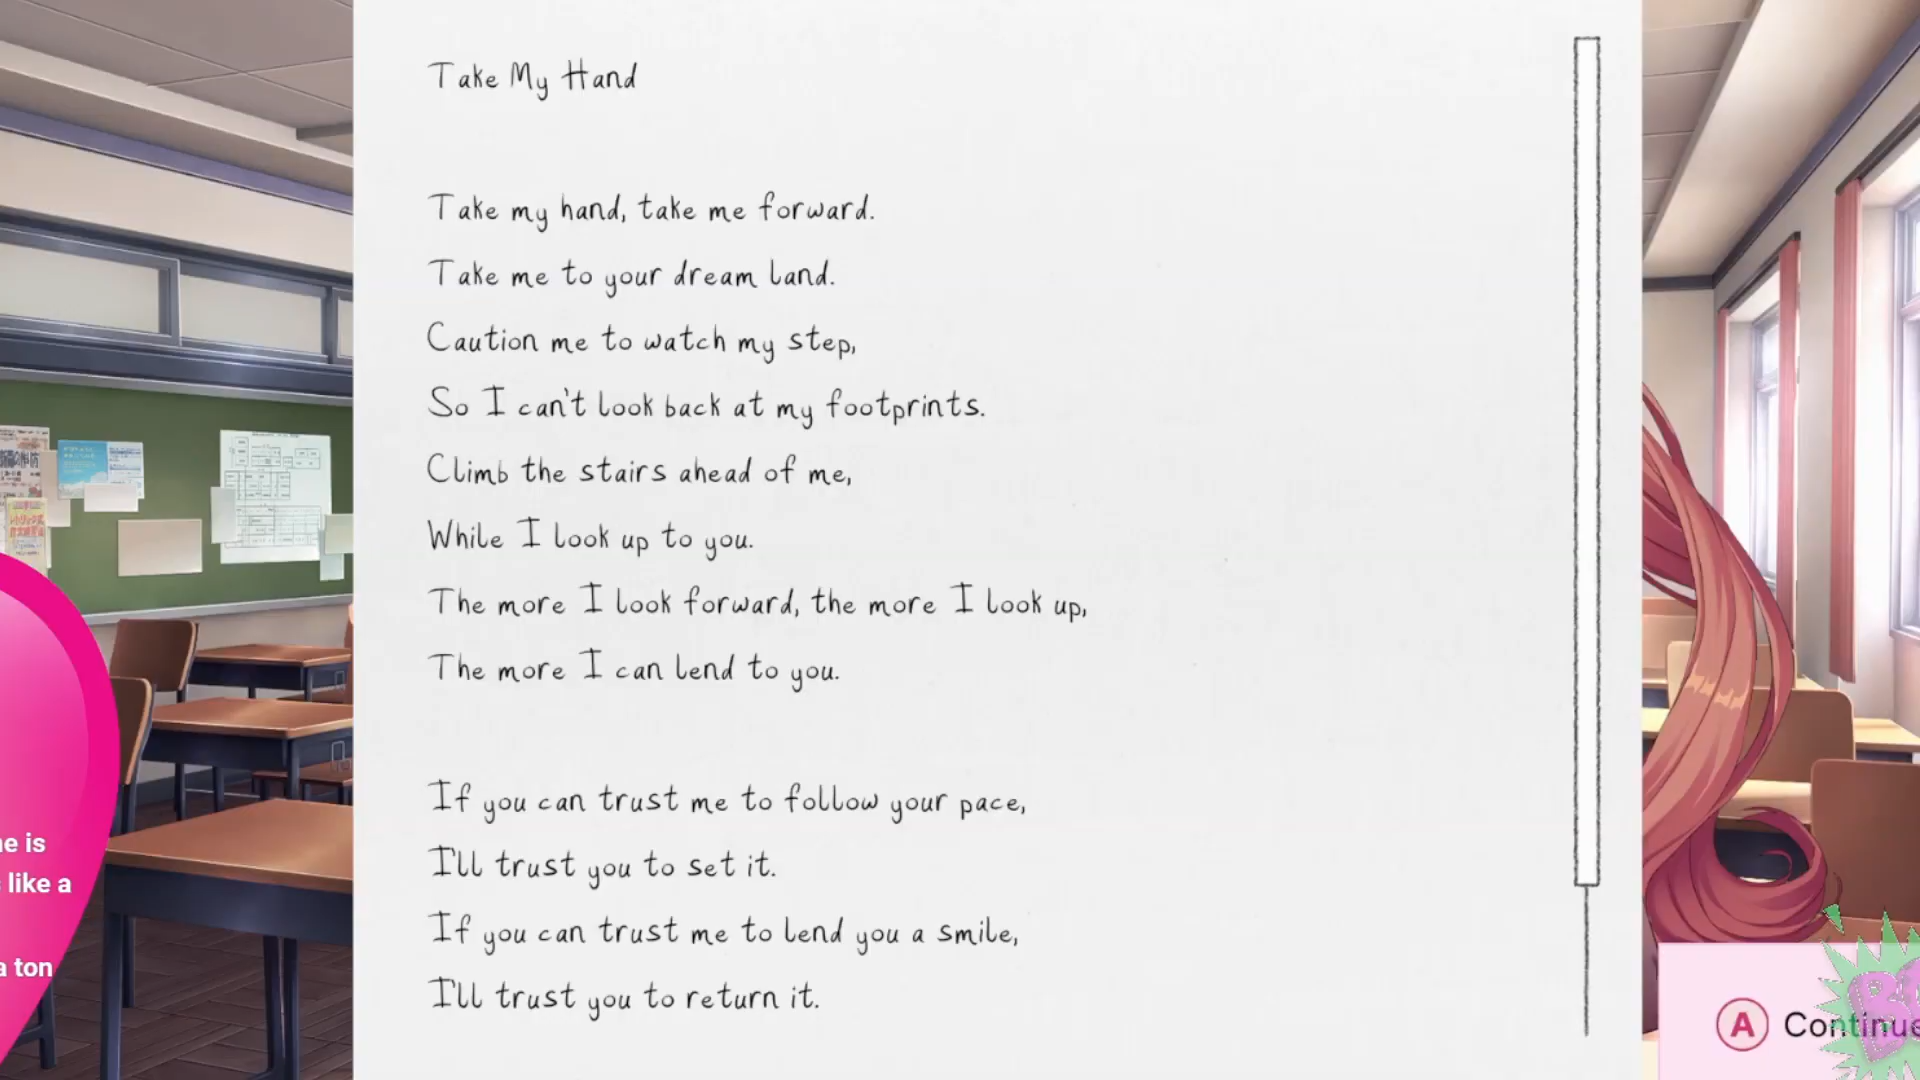 Take My Hand
Take my hand, take me forward.
Take me to your dream land.
Caution me to watch my step,
So I can't look back at my footprints.
Climb the stairs ahead of me,
While I look up to you.
The more I look forward, the more I look up,
The more I can lend to you.
If you can trust me to follow your pace,
I'll trust you to set it.
If you can trust me to lend you a smile,
I'll trust you to return it.
is
like a
a ton
A Continue